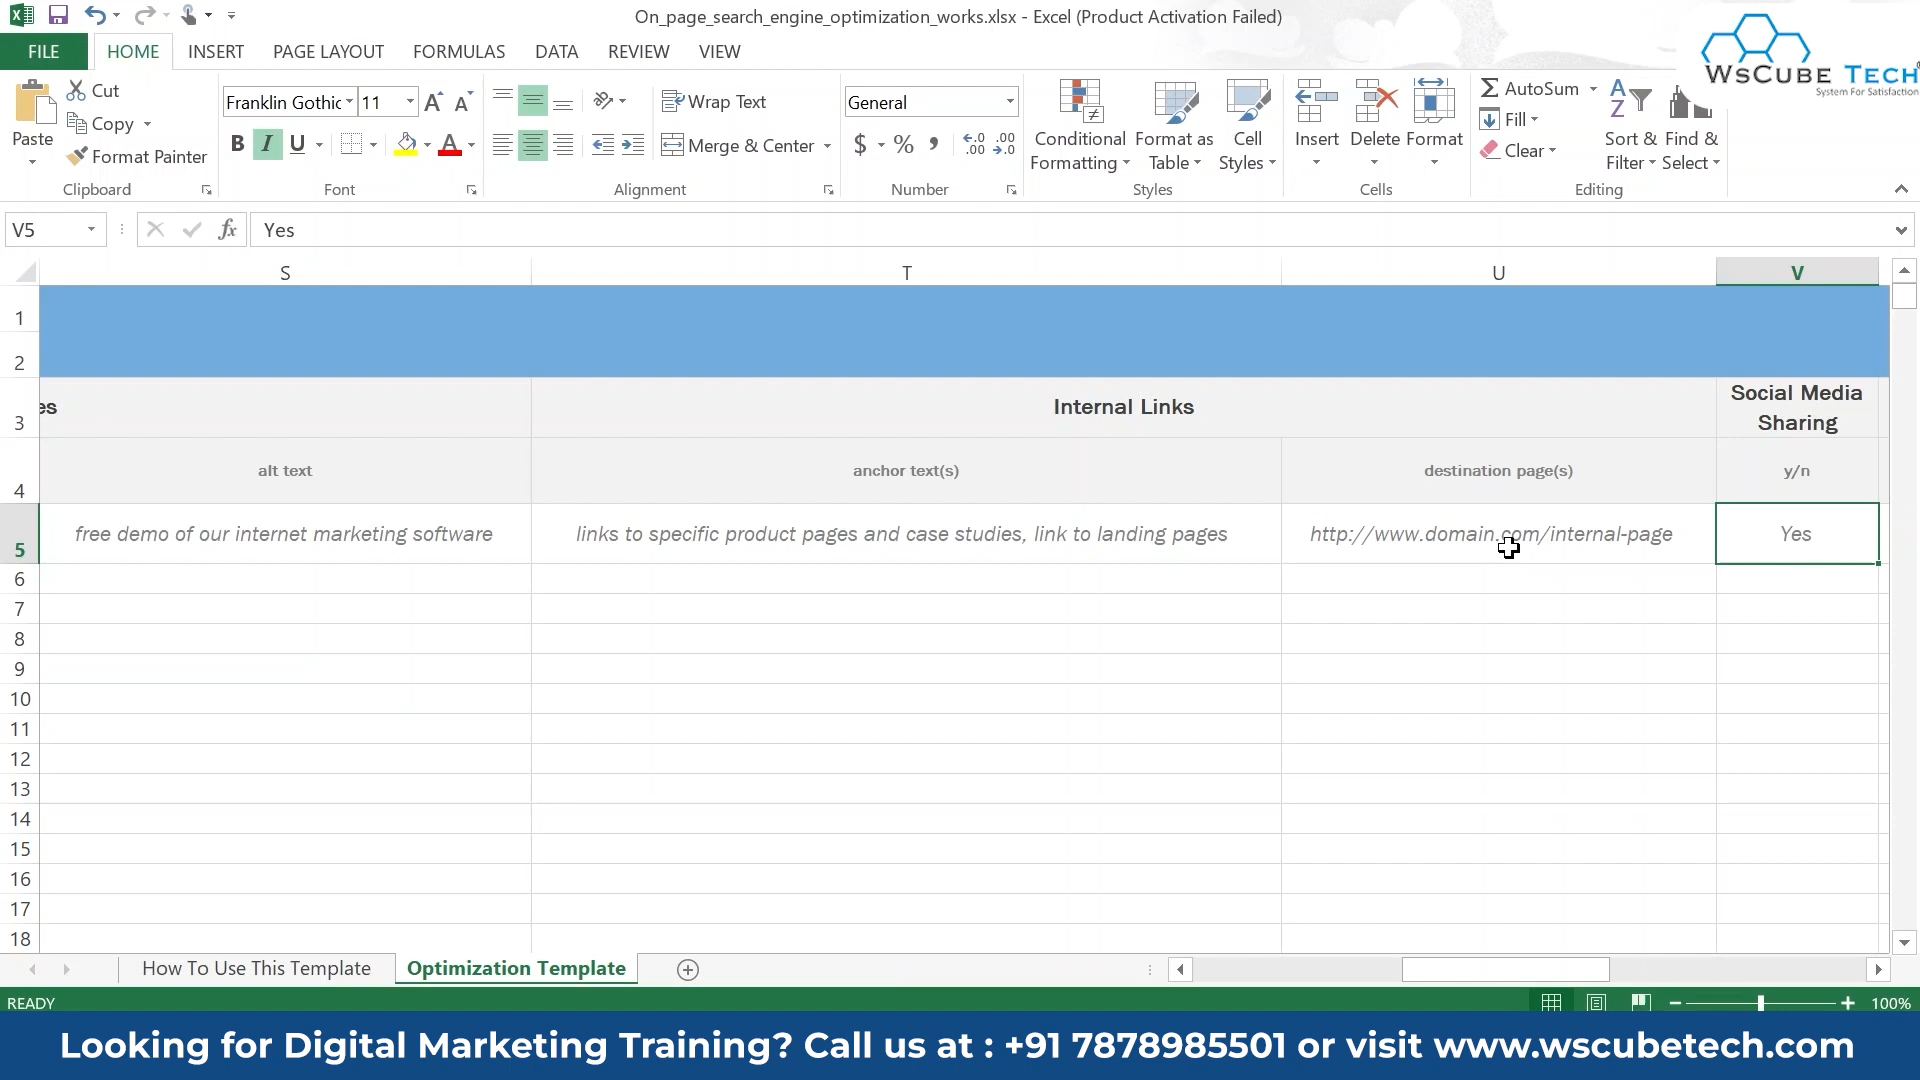 On_page_search_engine_optimization_works.xlsx - Excel (Product Activation Failed)
FILE HOME INSERT PAGE LAYOUT FORMULAS DATA REVIEW VIEW
WsCube Tech
System For Satisfaction
Paste
Cut
Copy
Format Painter
Clipboard
Franklin Gothic 11
B I U
Font
Wrap Text
Merge & Center
Alignment
General
$ % ,
Number
Conditional Formatting
Format as Table
Cell Styles
Styles
Insert Delete Format
Cells
AutoSum
Fill
Clear
Sort & Filter
Find & Select
Editing
V5 fx Yes
S T U V
1
2
3 es Internal Links Social Media Sharing
4 alt text anchor text(s) destination page(s) y/n
5 free demo of our internet marketing software links to specific product pages and case studies, link to landing pages http://www.domain.com/internal-page Yes
6
7
8
9
10
11
12
13
14
15
16
17
18
How To Use This Template Optimization Template
READY 100%
Looking for Digital Marketing Training? Call us at : +91 7878985501 or visit www.wscubetech.com